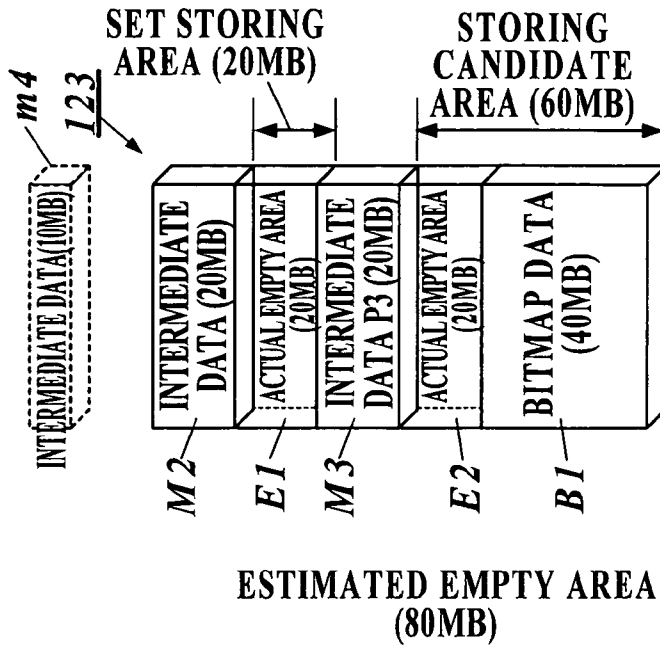 m4
123
SET STORING
AREA (20MB)
STORING
CANDIDATE
AREA (60MB)
INTERMEDIATE DATA(10MB)
INTERMEDIATE
DATA (20MB)
ACTUAL EMPTY AREA
(20MB)
INTERMEDIATE
DATA P3 (20MB)
ACTUAL EMPTY AREA
(20MB)
BITMAP DATA
(40MB)
M2
E1
M3
E2
B1
ESTIMATED EMPTY AREA
(80MB)